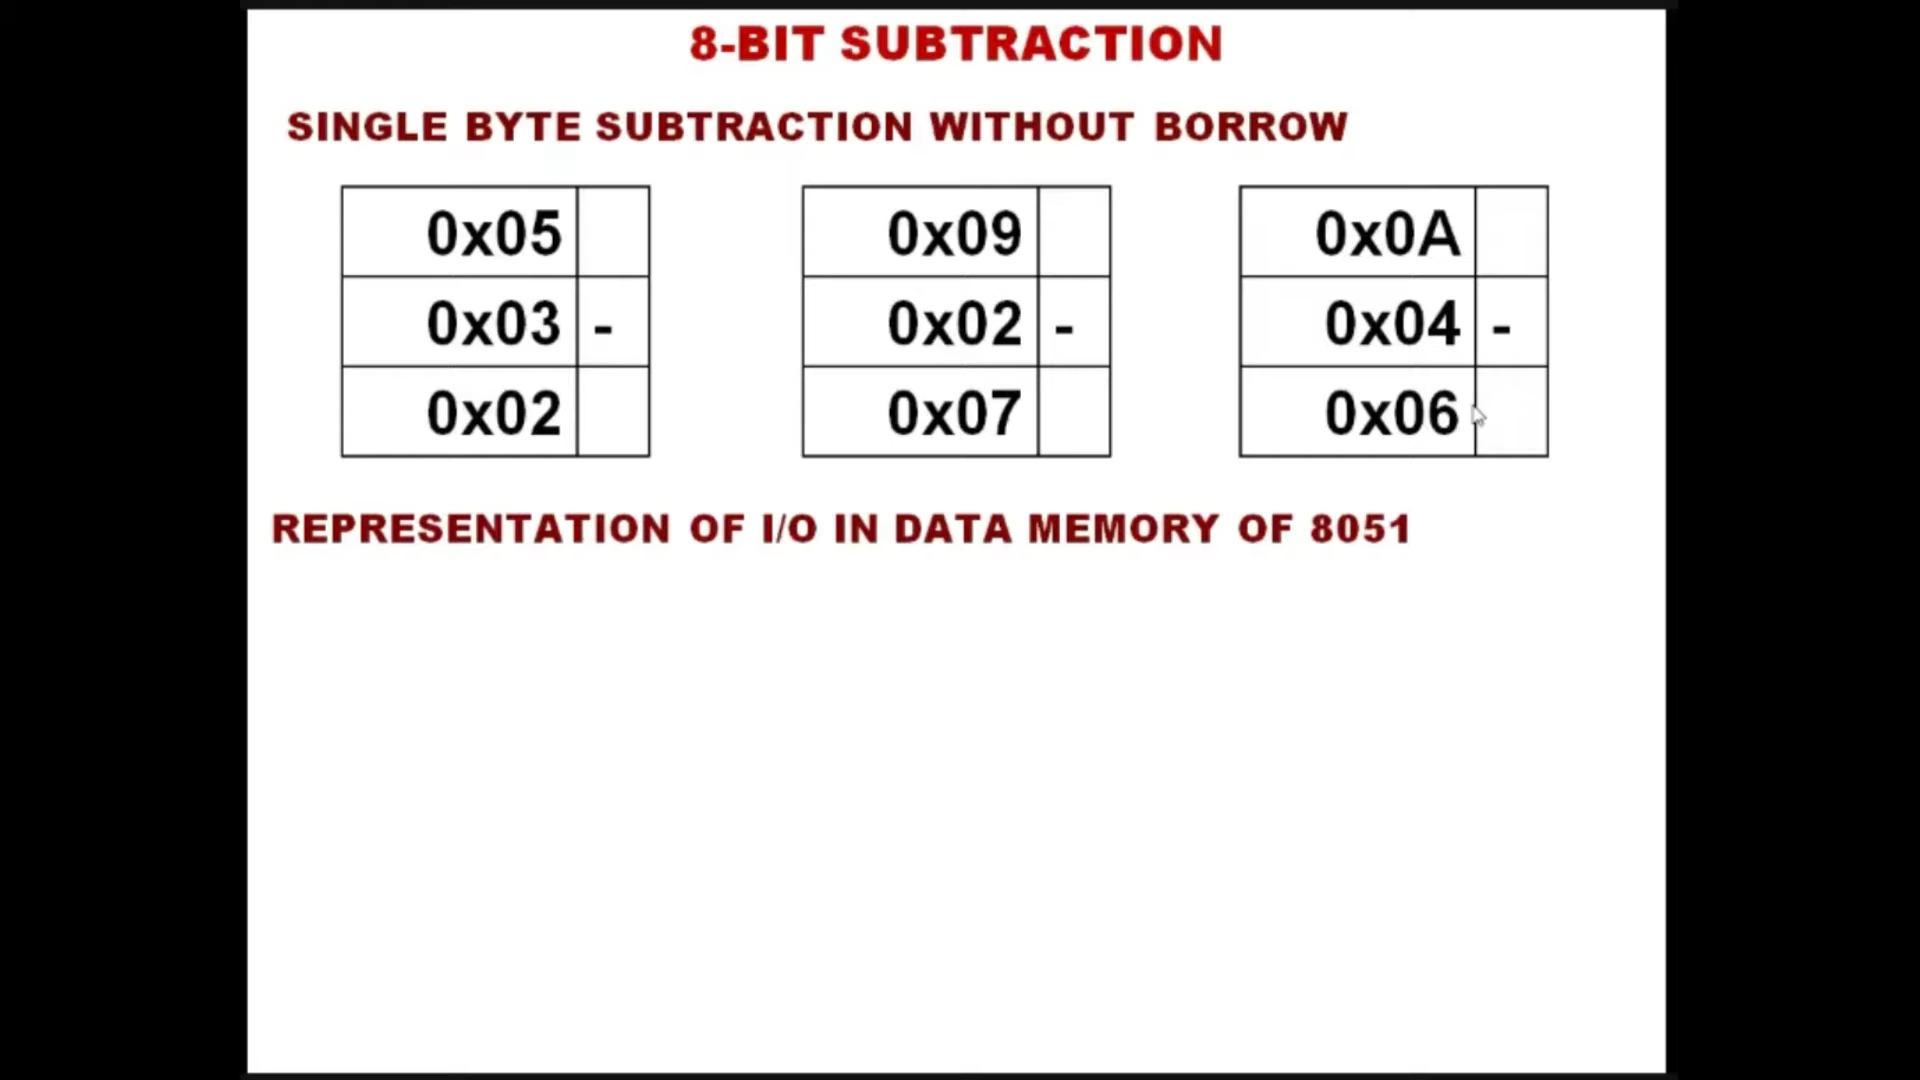 8-BIT SUBTRACTION
SINGLE BYTE SUBTRACTION WITHOUT BORROW
0x05 0x09 0x0A
0x03 - 0x02 - 0x04 -
0x02 0x07 0x06
REPRESENTATION OF I/O IN DATA MEMORY OF 8051